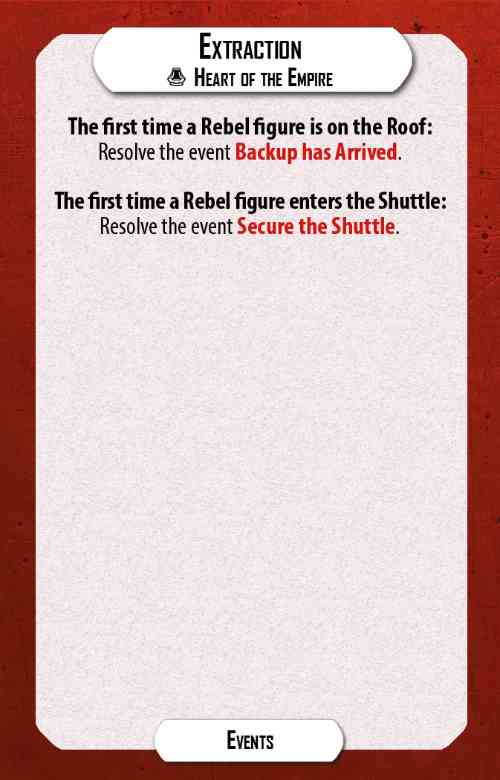 Extraction
Heart of the Empire
The first time a Rebel figure is on the Roof:
Resolve the event Backup has Arrived.
The first time a Rebel figure enters the Shuttle:
Resolve the event Secure the Shuttle.
Events